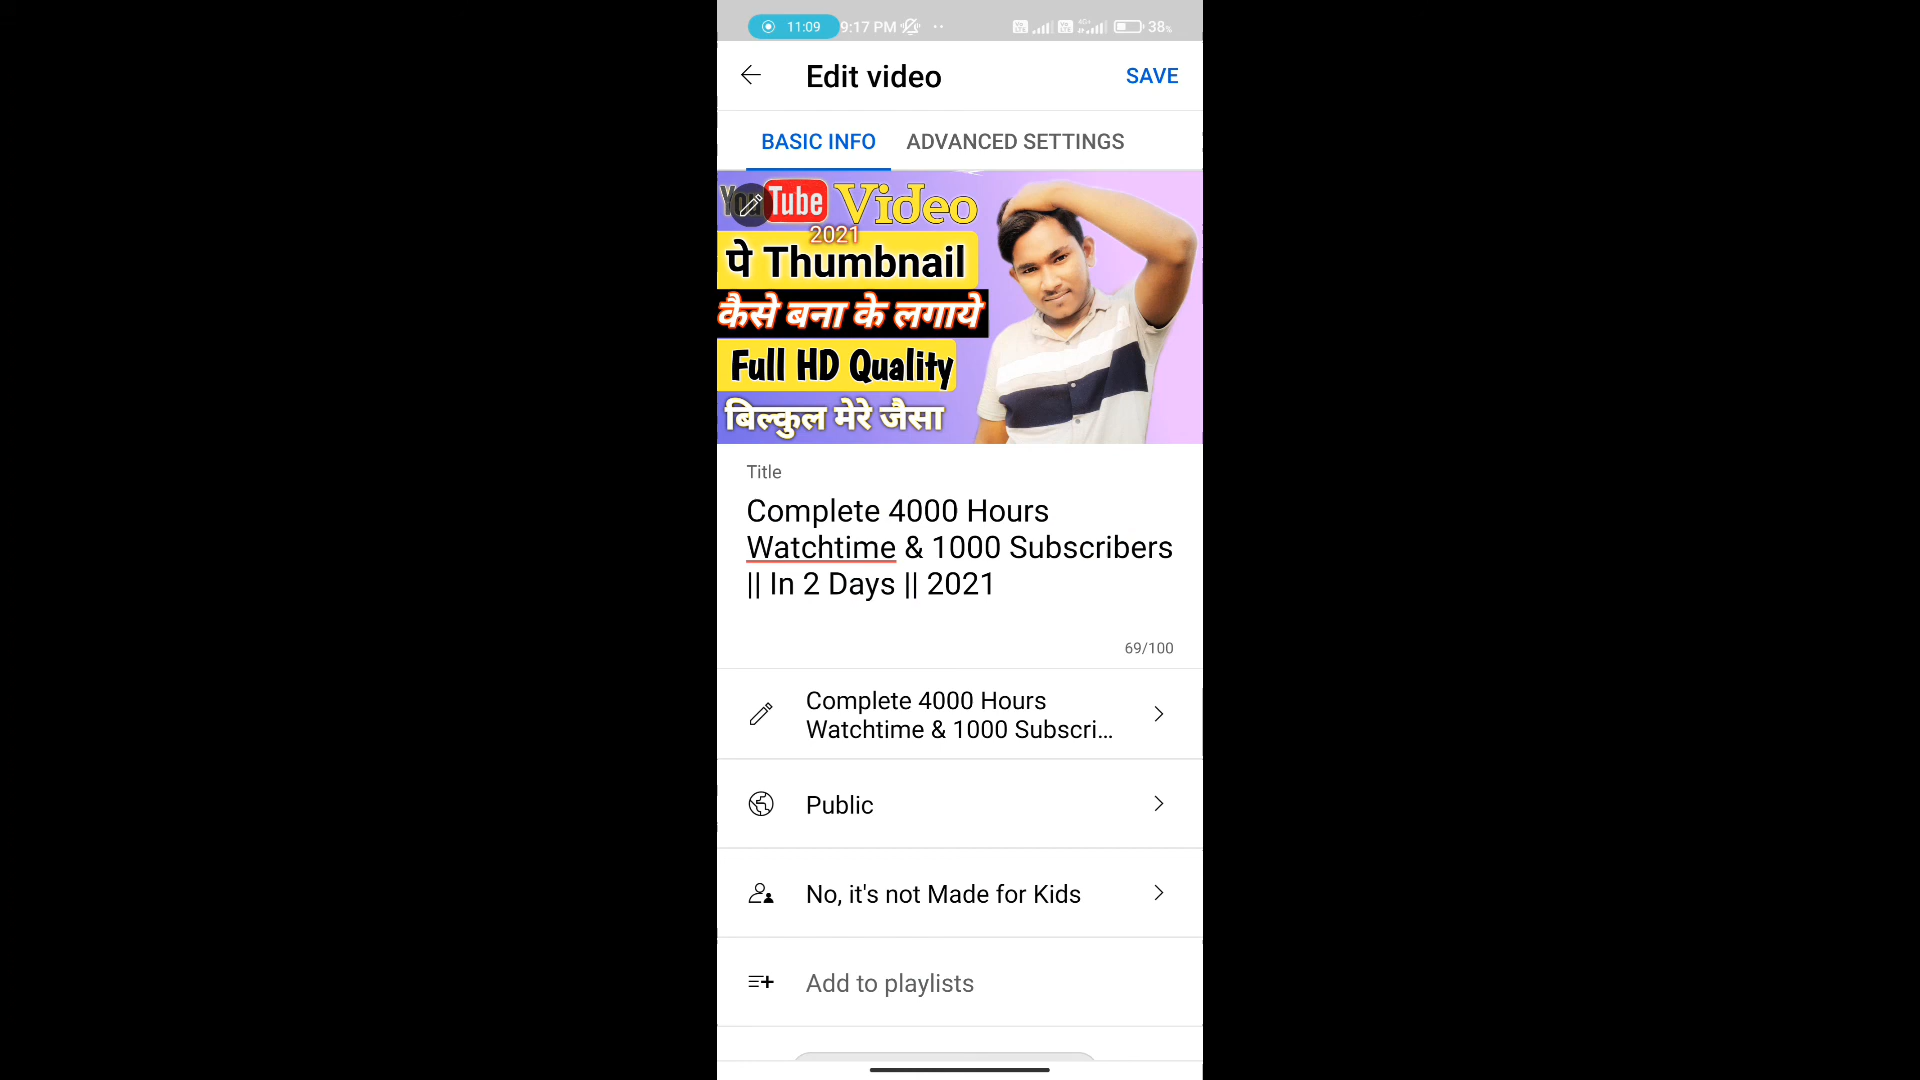 11:09 9:17 PM 38%
Edit video SAVE
BASIC INFO ADVANCED SETTINGS
YouTube Video
2021
पे Thumbnail
कैसे बना के लगाये
Full HD Quality
बिल्कुल मेरे जैसा
Title
Complete 4000 Hours
Watchtime & 1000 Subscribers
|| In 2 Days || 2021
69/100
Complete 4000 Hours
Watchtime & 1000 Subscri...
Public
No, it's not Made for Kids
Add to playlists